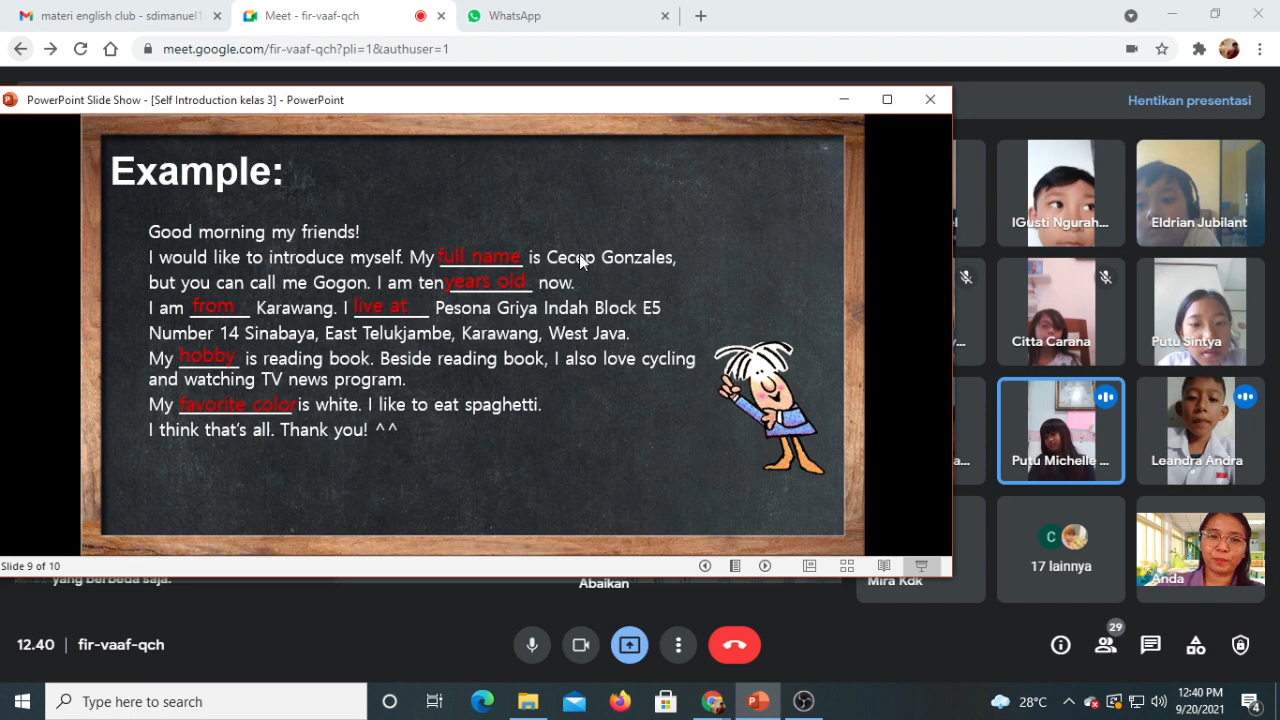 materi english club - sdimanuel1
Meet - fir-vaaf-qch
WhatsApp
meet.google.com/fir-vaaf-qch?pli=1&authuser=1
Hentikan presentasi
PowerPoint Slide Show - [Self Introduction kelas 3] - PowerPoint
Example:
Good morning my friends!
I would like to introduce myself. My full name is Cecep Gonzales,
but you can call me Gogon. I am ten years old now.
I am from Karawang. I live at Pesona Griya Indah Block E5
Number 14 Sinabaya, East Telukjambe, Karawang, West Java.
My hobby is reading book. Beside reading book, I also love cycling
and watching TV news program.
My favorite color is white. I like to eat spaghetti.
I think that's all. Thank you! ^^
IGusti Ngurah...
Eldrian Jubilant
Citta Carana
Putu Sintya
Putu Michelle ...
Leandra Andra
C
17 lainnya
Anda
Slide 9 of 10
yang berbeda saja.
Abaikan
Mira Kdk
12.40 | fir-vaaf-qch
29
Type here to search
28°C
12:40 PM
9/20/2021
4